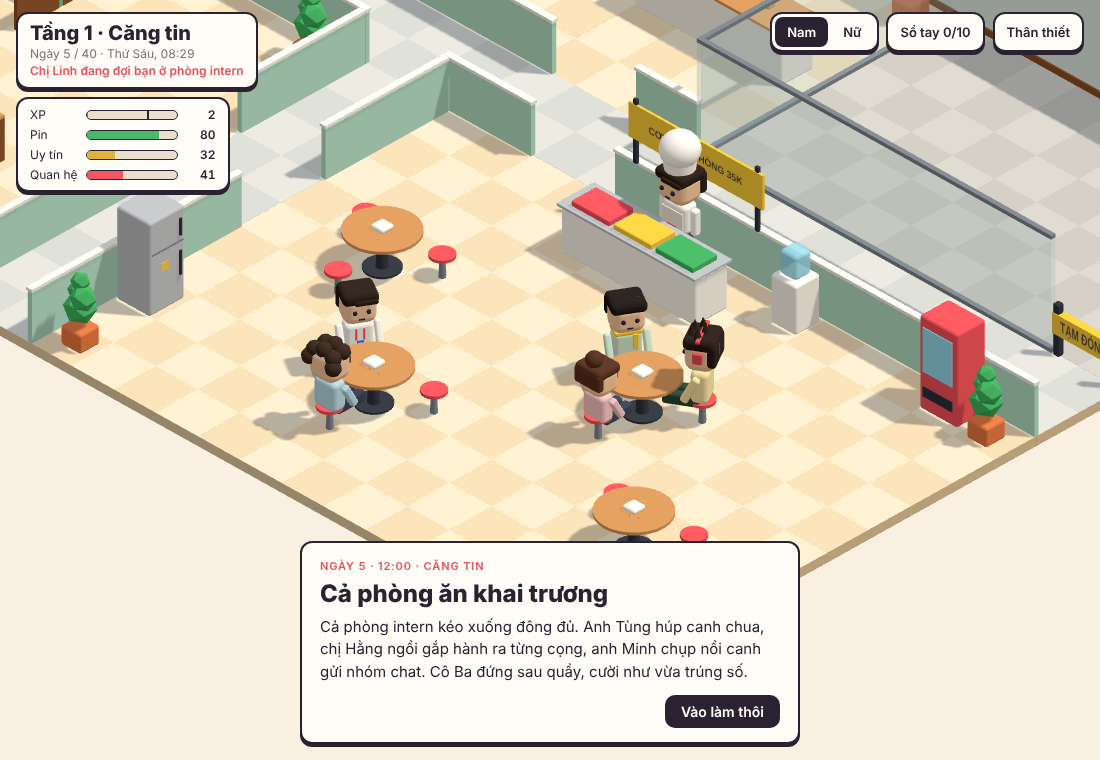 Tầng 1 · Căng tin
Ngày 5 / 40 · Thứ Sáu, 08:29
Chị Linh đang đợi bạn ở phòng intern
XP 2
Pin 80
Uy tín 32
Quan hệ 41
Nam Nữ Sổ tay 0/10 Thân thiết
HÒNG 35K
TẠM ĐÓN
NGÀY 5 · 12:00 · CĂNG TIN
Cả phòng ăn khai trương
Cả phòng intern kéo xuống đông đủ. Anh Tùng húp canh chua,
chị Hằng ngồi gắp hành ra từng cọng, anh Minh chụp nồi canh
gửi nhóm chat. Cô Ba đứng sau quầy, cười như vừa trúng số.
Vào làm thôi